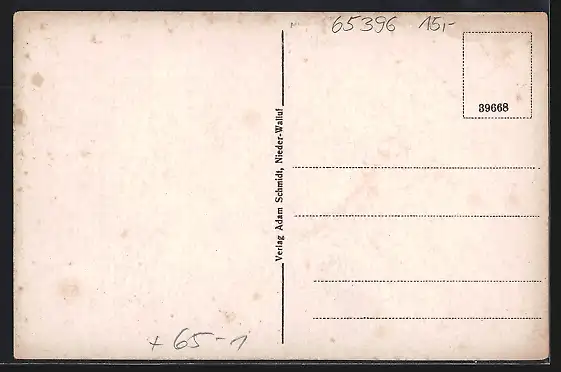 65396 15,-
39668
Verlag Adam Schmidt, Nieder-Walluf
+ 65-1